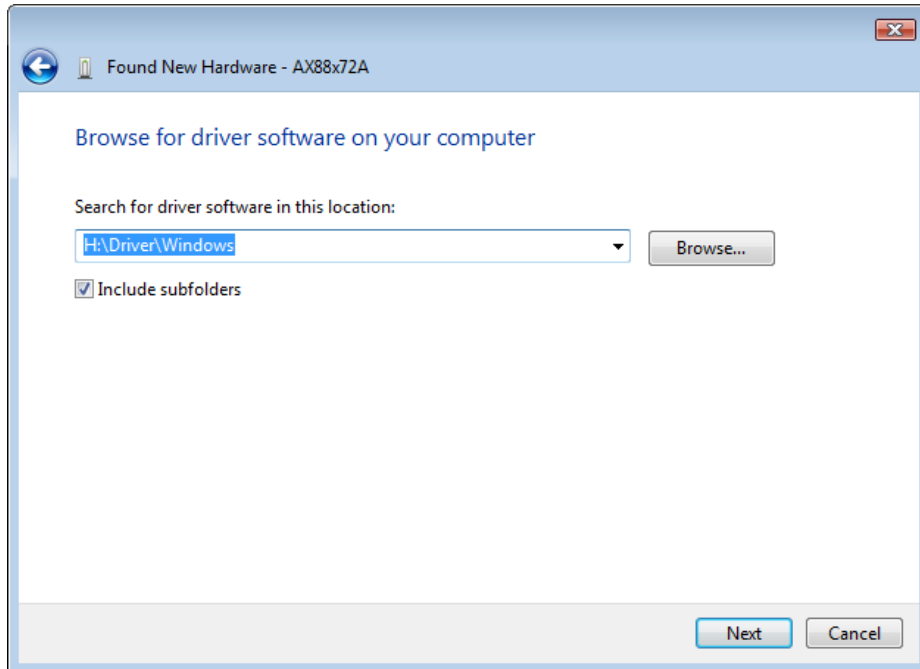 Found New Hardware - AX88x72A
Browse for driver software on your computer
Search for driver software in this location:
H:\Driver\Windows
Browse...
Include subfolders
Next
Cancel